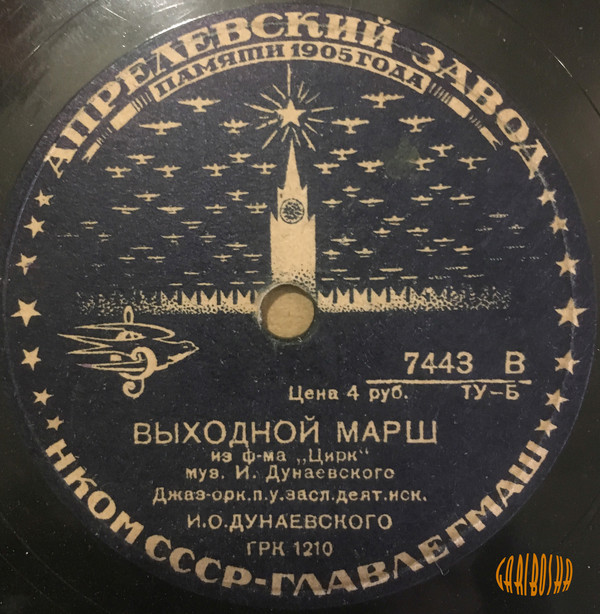 АПРЕЛЕВСКИЙ ЗАВОД
ПАМЯТИ 1905 ГОДА
7443 В
Цена 4 руб. ТУ-Б
ВЫХОДНОЙ МАРШ
из ф-ма „Цирк"
муз. И. Дунаевского
Джаз-орк.п.у.засл.деят.иск.
И.О.ДУНАЕВСКОГО
ГРК 1210
НКОМ СССР-ГЛАВЛЕГМАШ
GARIBOSHA